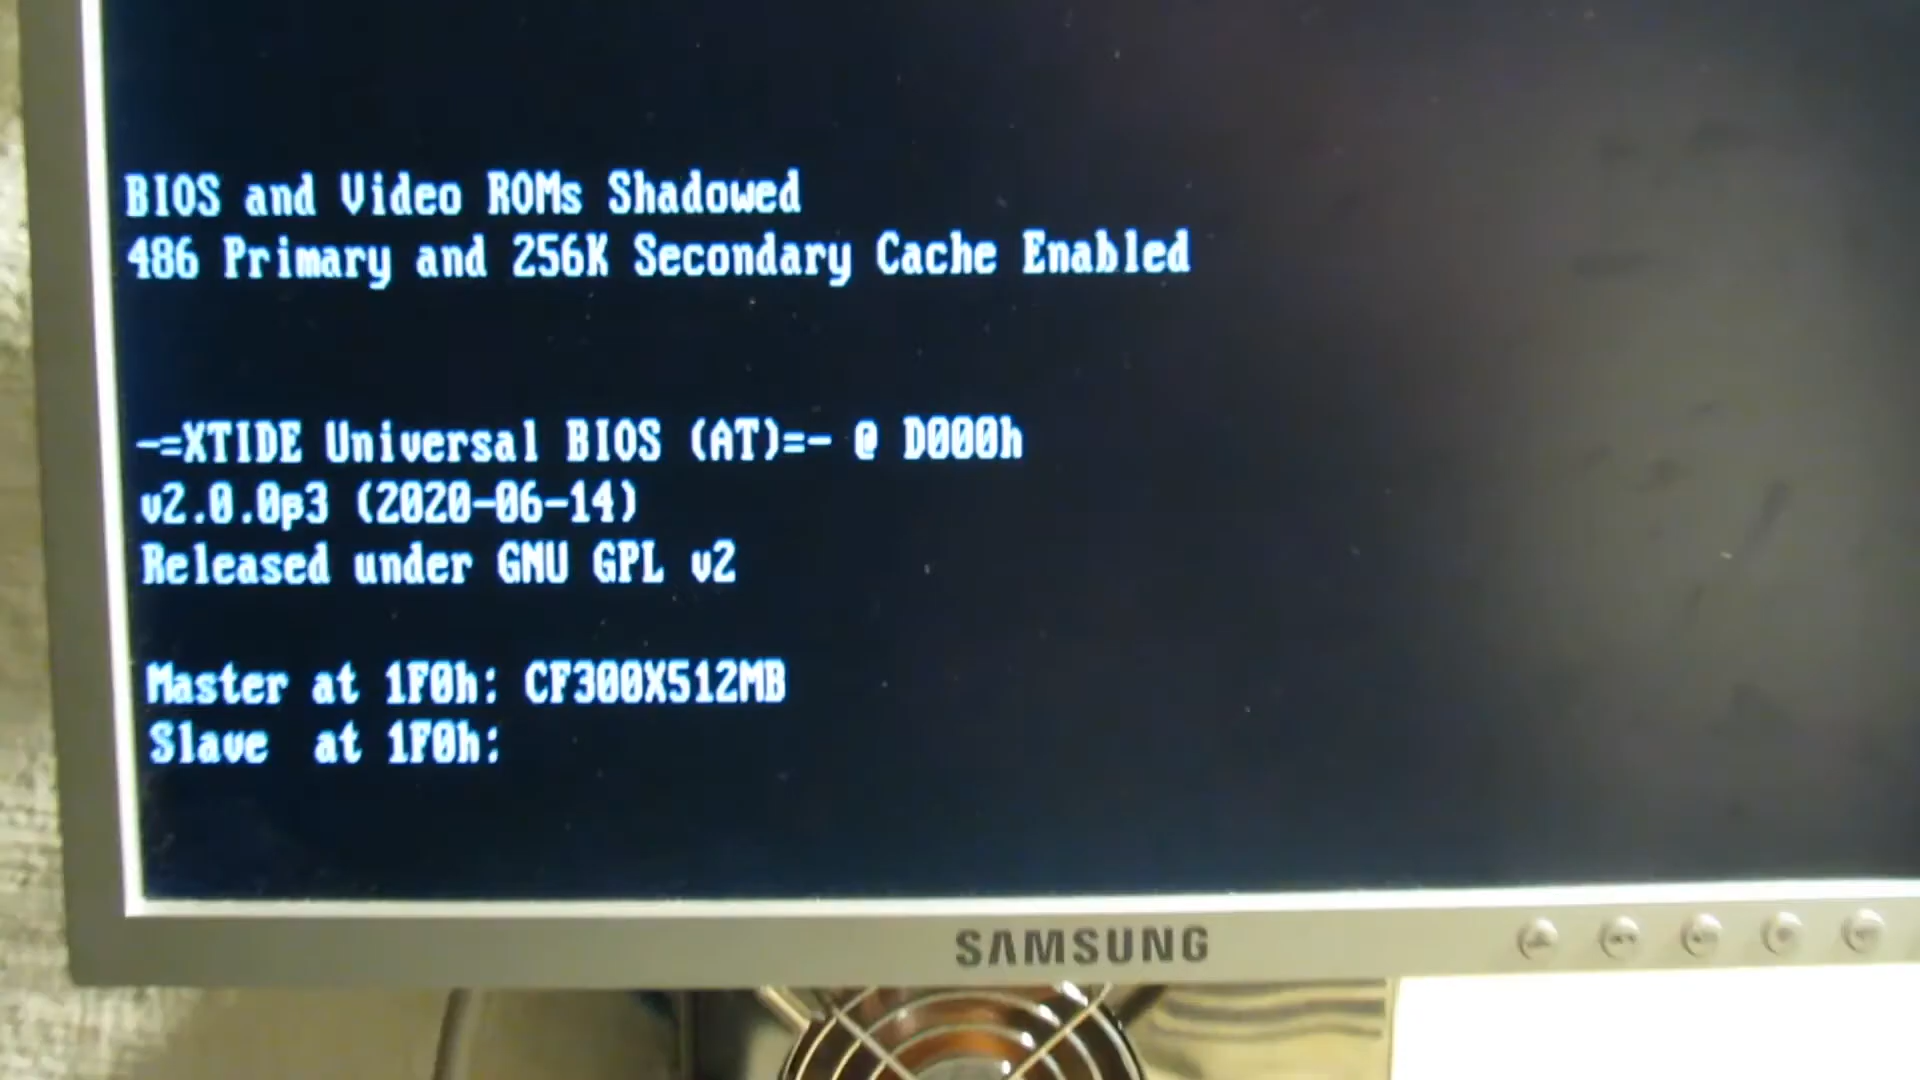 BIOS and Video ROMs Shadowed
486 Primary and 256K Secondary Cache Enabled
-=XTIDE Universal BIOS (AT)=- @ D000h
v2.0.0β3 (2020-06-14)
Released under GNU GPL v2
Master at 1F0h: CF300X512MB
Slave  at 1F0h:
SAMSUNG